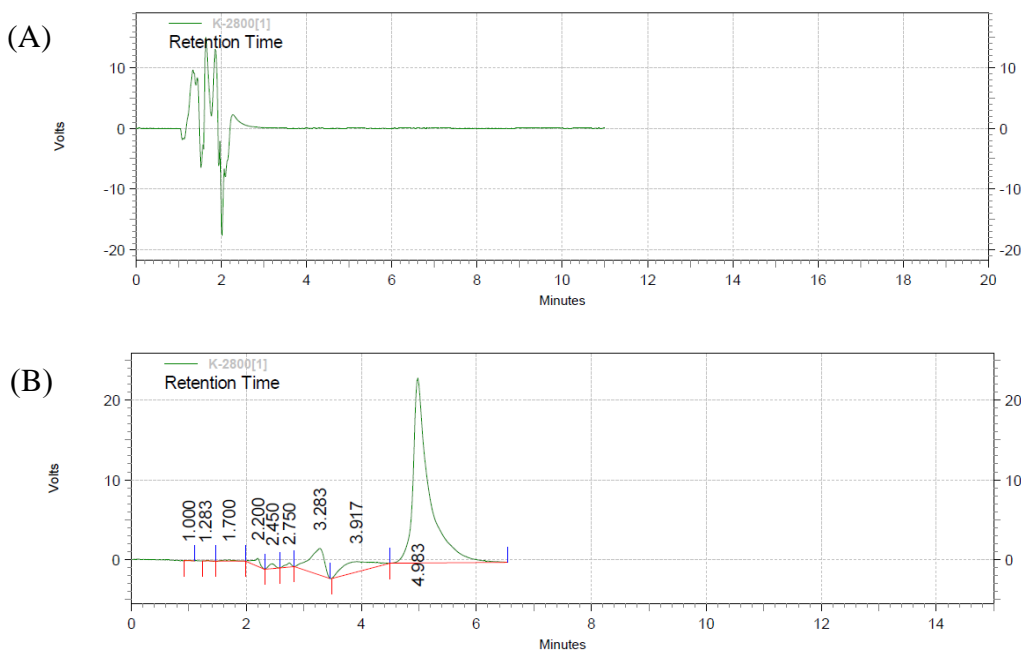 (A)
K-2800[1]
Retention Time
10
0
-10
-20
Volts
10
0
-10
-20
0 2 4 6 8 10 12 14 16 18 20
Minutes
(B)
K-2800[1]
Retention Time
20
10
0
Volts
1.000
1.283
1.700
2.200
2.450
2.750
3.283
3.917
4.983
20
10
0
0 2 4 6 8 10 12 14
Minutes